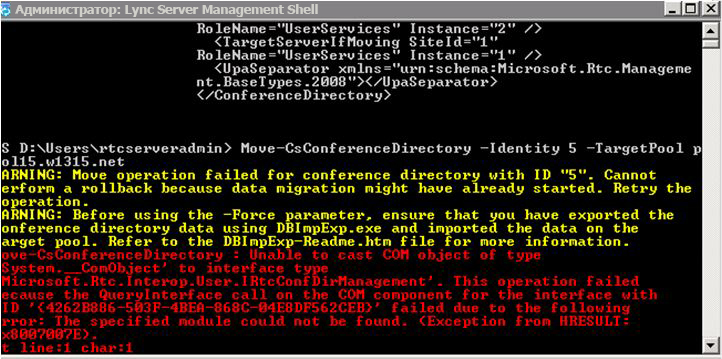 Администратор: Lync Server Management Shell
RoleName="UserServices" Instance="2" />
<TargetServerIfMoving SiteId="1"
RoleName="UserServices" Instance="1" />
<UpaSeparator xmlns="urn:schema:Microsoft.Rtc.Manageme
nt.BaseTypes.2008"></UpaSeparator>
</ConferenceDirectory>
S D:\Users\rtcserveradmin> Move-CsConferenceDirectory -Identity 5 -TargetPool p
ol15.w1315.net
ARNING: Move operation failed for conference directory with ID "5". Cannot
erform a rollback because data migration might have already started. Retry the
operation.
ARNING: Before using the -Force parameter, ensure that you have exported the
onference directory data using DBImpExp.exe and imported the data on the
arget pool. Refer to the DBImpExp-Readme.htm file for more information.
ove-CsConferenceDirectory : Unable to cast COM object of type
System.__ComObject' to interface type
Microsoft.Rtc.Interop.User.IRtcConfDirManagement'. This operation failed
ecause the QueryInterface call on the COM component for the interface with
ID '{4262B886-503F-4BEA-868C-04E8DF562CEB}' failed due to the following
rror: The specified module could not be found. (Exception from HRESULT:
x8007007E).
t line:1 char:1